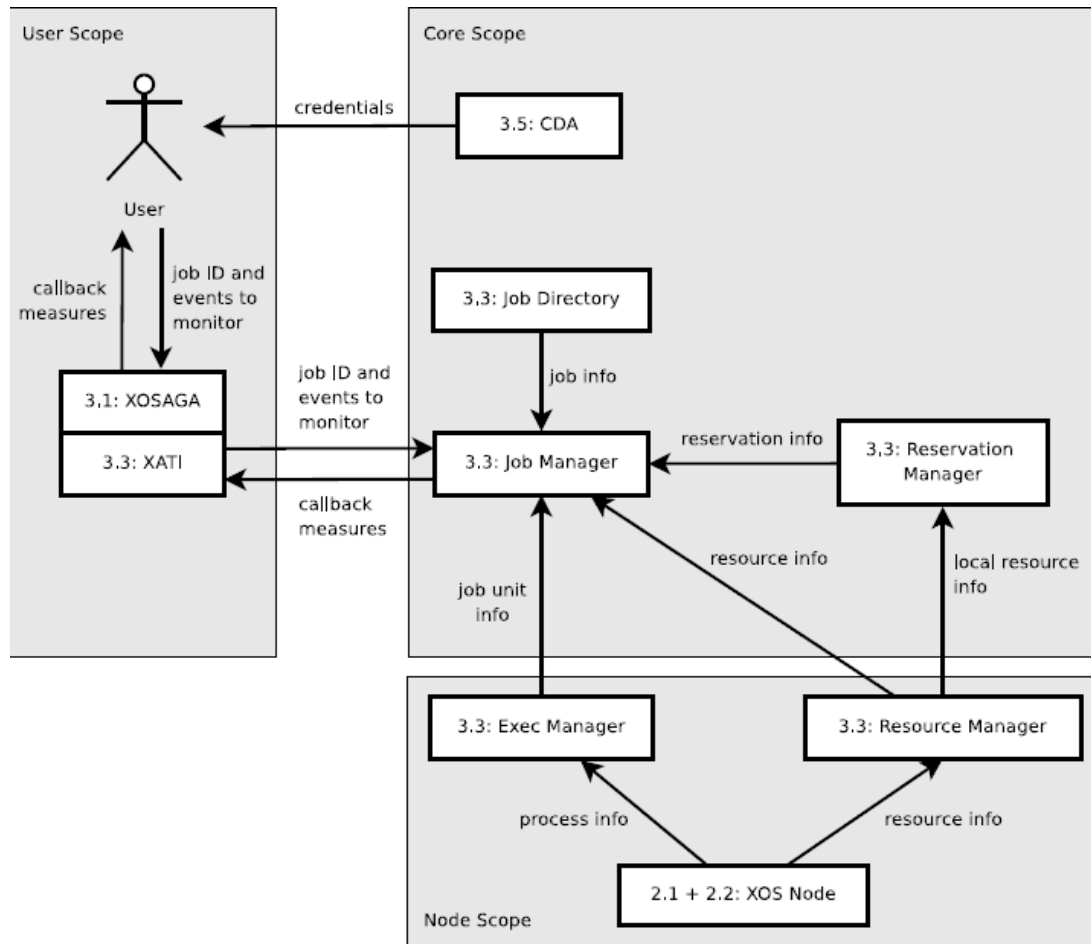 User Scope
Core Scope
credentials
3.5: CDA
User
callback
measures
job ID and
events to
monitor
3.3: Job Directory
job info
3.1: XOSAGA
3.3: XATI
job ID and
events to
monitor
callback
measures
3.3: Job Manager
reservation info
3.3: Reservation
Manager
job unit
info
resource info
local resource
info
3.3: Exec Manager
3.3: Resource Manager
process info
resource info
2.1 + 2.2: XOS Node
Node Scope